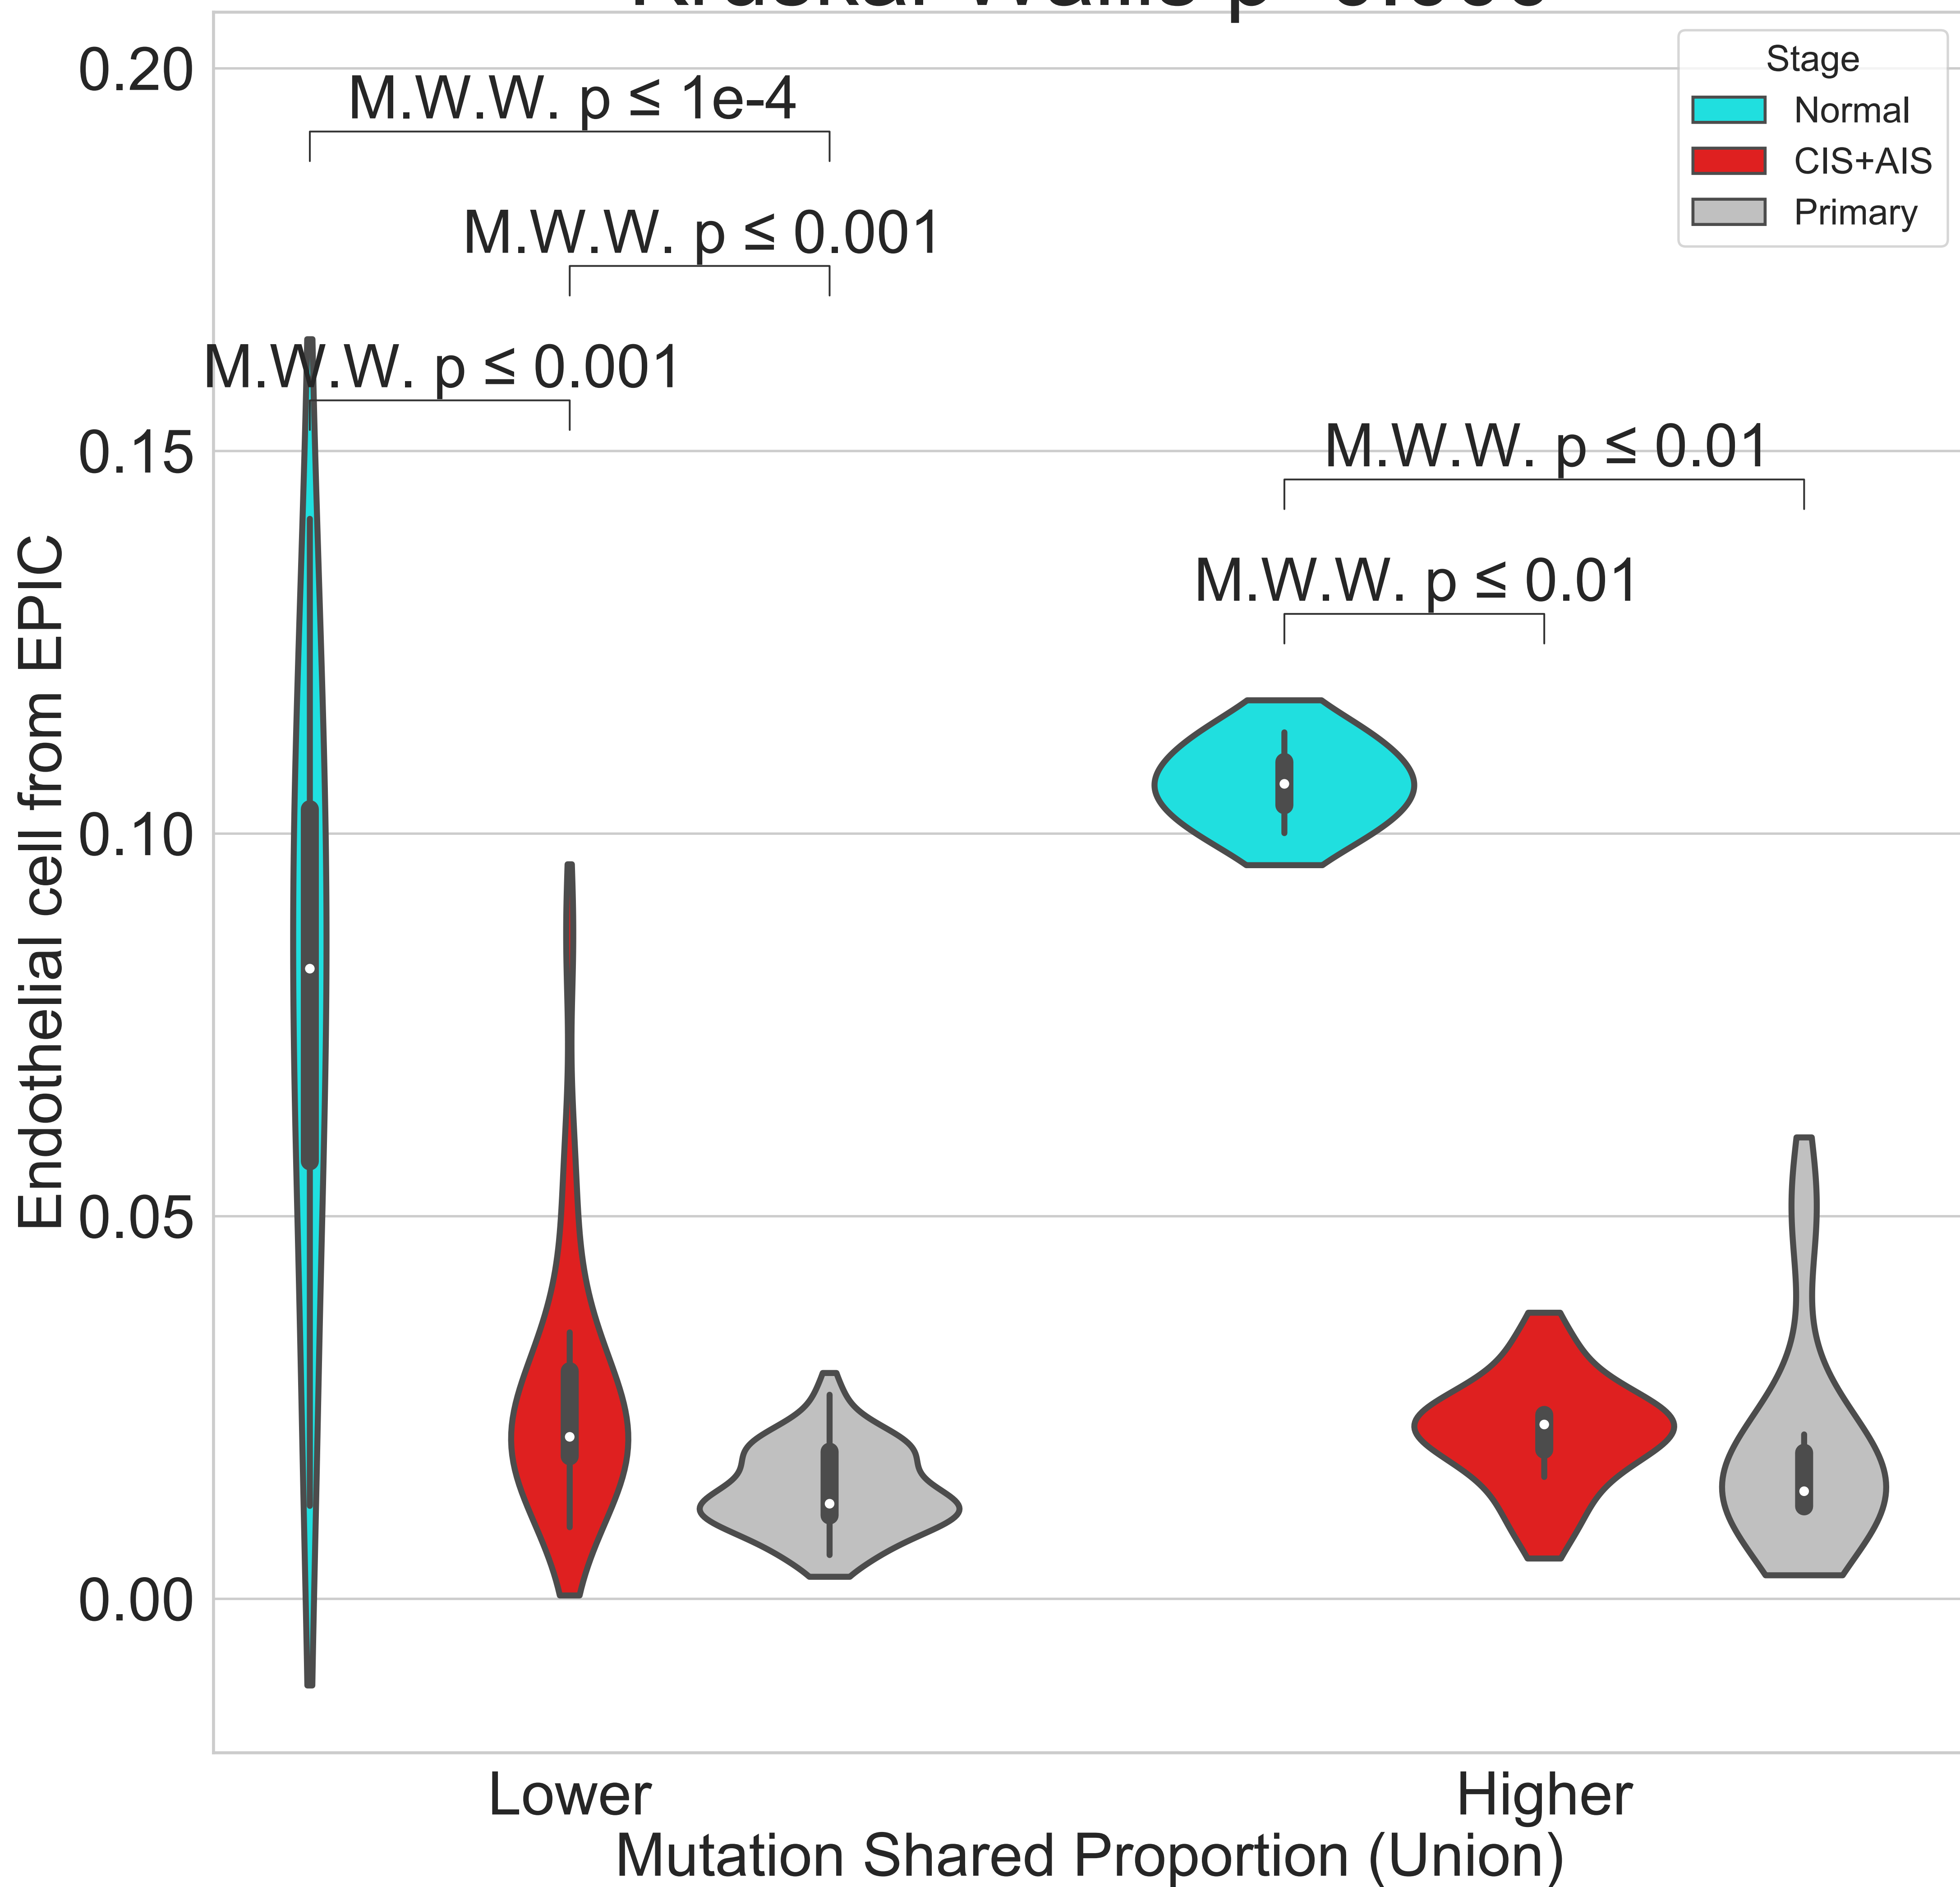 0.20
0.15
0.10
0.05
0.00
Endothelial cell from EPIC
M.W.W. p ≤ 1e-4
M.W.W. p ≤ 0.001
M.W.W. p ≤ 0.001
M.W.W. p ≤ 0.01
M.W.W. p ≤ 0.01
Stage
Normal
CIS+AIS
Primary
Lower
Higher
Mutation Shared Proportion (Union)